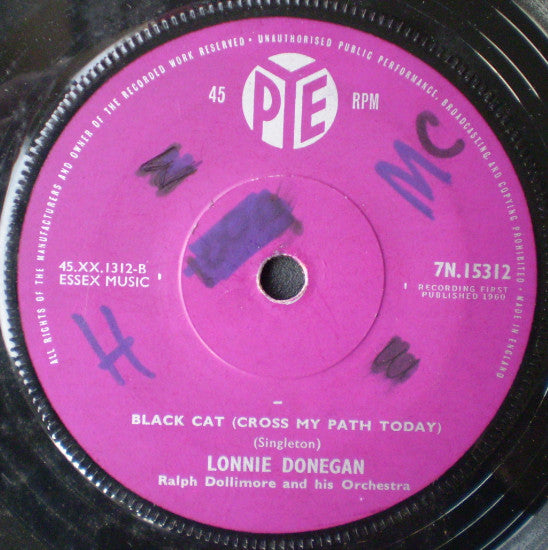 ALL RIGHTS OF THE MANUFACTURERS AND OWNER OF THE RECORDED WORK RESERVED • UNAUTHORISED PUBLIC PERFORMANCE, BROADCASTING, AND COPYING PROHIBITED • MADE IN ENGLAND
45 PYE RPM
MC
45.XX.1312-B
ESSEX MUSIC
7N.15312
RECORDING FIRST
PUBLISHED 1960
H
BLACK CAT (CROSS MY PATH TODAY)
(Singleton)
LONNIE DONEGAN
Ralph Dollimore and his Orchestra